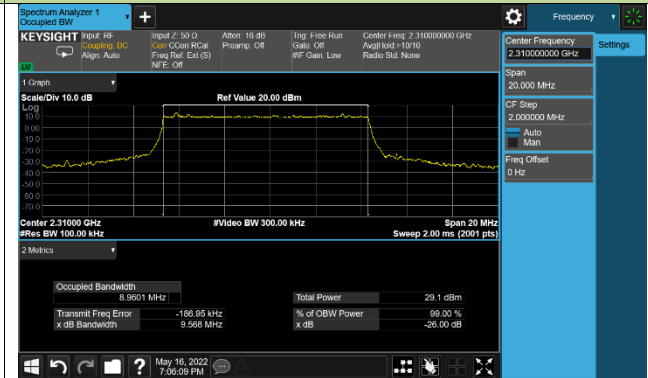 Spectrum Analyzer 1
Occupied BW
+
Frequency
KEYSIGHT
Input: RF
Coupling: DC
Align: Auto
Input Z: 50 Ω
Corr CCorr RCal
Freq Ref: Ext (S)
NFE: Off
Atten: 16 dB
Preamp: Off
Trig: Free Run
Gate: Off
#IF Gain: Low
Center Freq: 2.310000000 GHz
Avg|Hold:>10/10
Radio Std: None
LXI
Center Frequency
2.310000000 GHz
Settings
Span
20.000 MHz
CF Step
2.000000 MHz
Auto
Man
Freq Offset
0 Hz
1 Graph
Scale/Div 10.0 dB
Ref Value 20.00 dBm
Log
10.0
0.00
-10.0
-20.0
-30.0
-40.0
-50.0
-60.0
-70.0
Center 2.31000 GHz
#Video BW 300.00 kHz
Span 20 MHz
#Res BW 100.00 kHz
Sweep 2.00 ms (2001 pts)
2 Metrics
Occupied Bandwidth
8.9601 MHz
Total Power 29.1 dBm
Transmit Freq Error -186.95 kHz
% of OBW Power 99.00 %
x dB Bandwidth 9.568 MHz
x dB -26.00 dB
?
May 16, 2022
7:06:09 PM